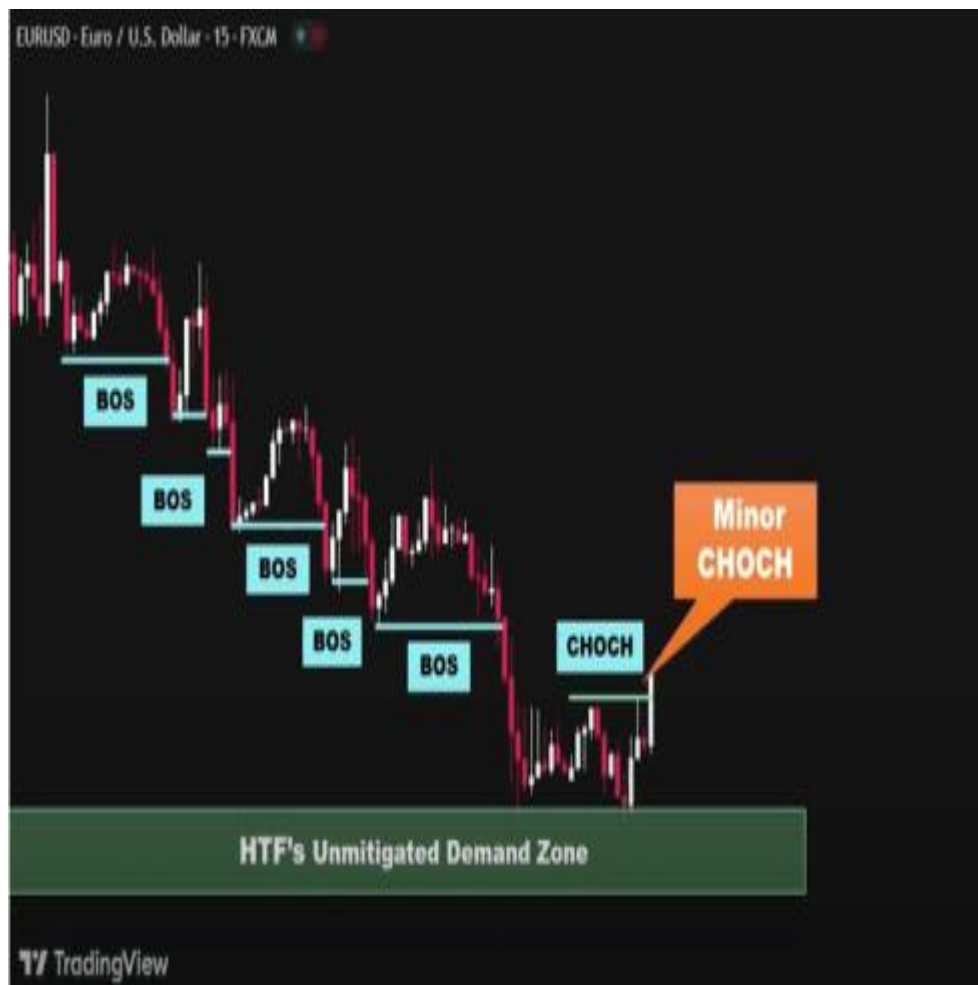 EURUSD · Euro / U.S. Dollar · 15 · FXCM
BOS
BOS
BOS
BOS
BOS
CHOCH
Minor
CHOCH
HTF's Unmitigated Demand Zone
TradingView